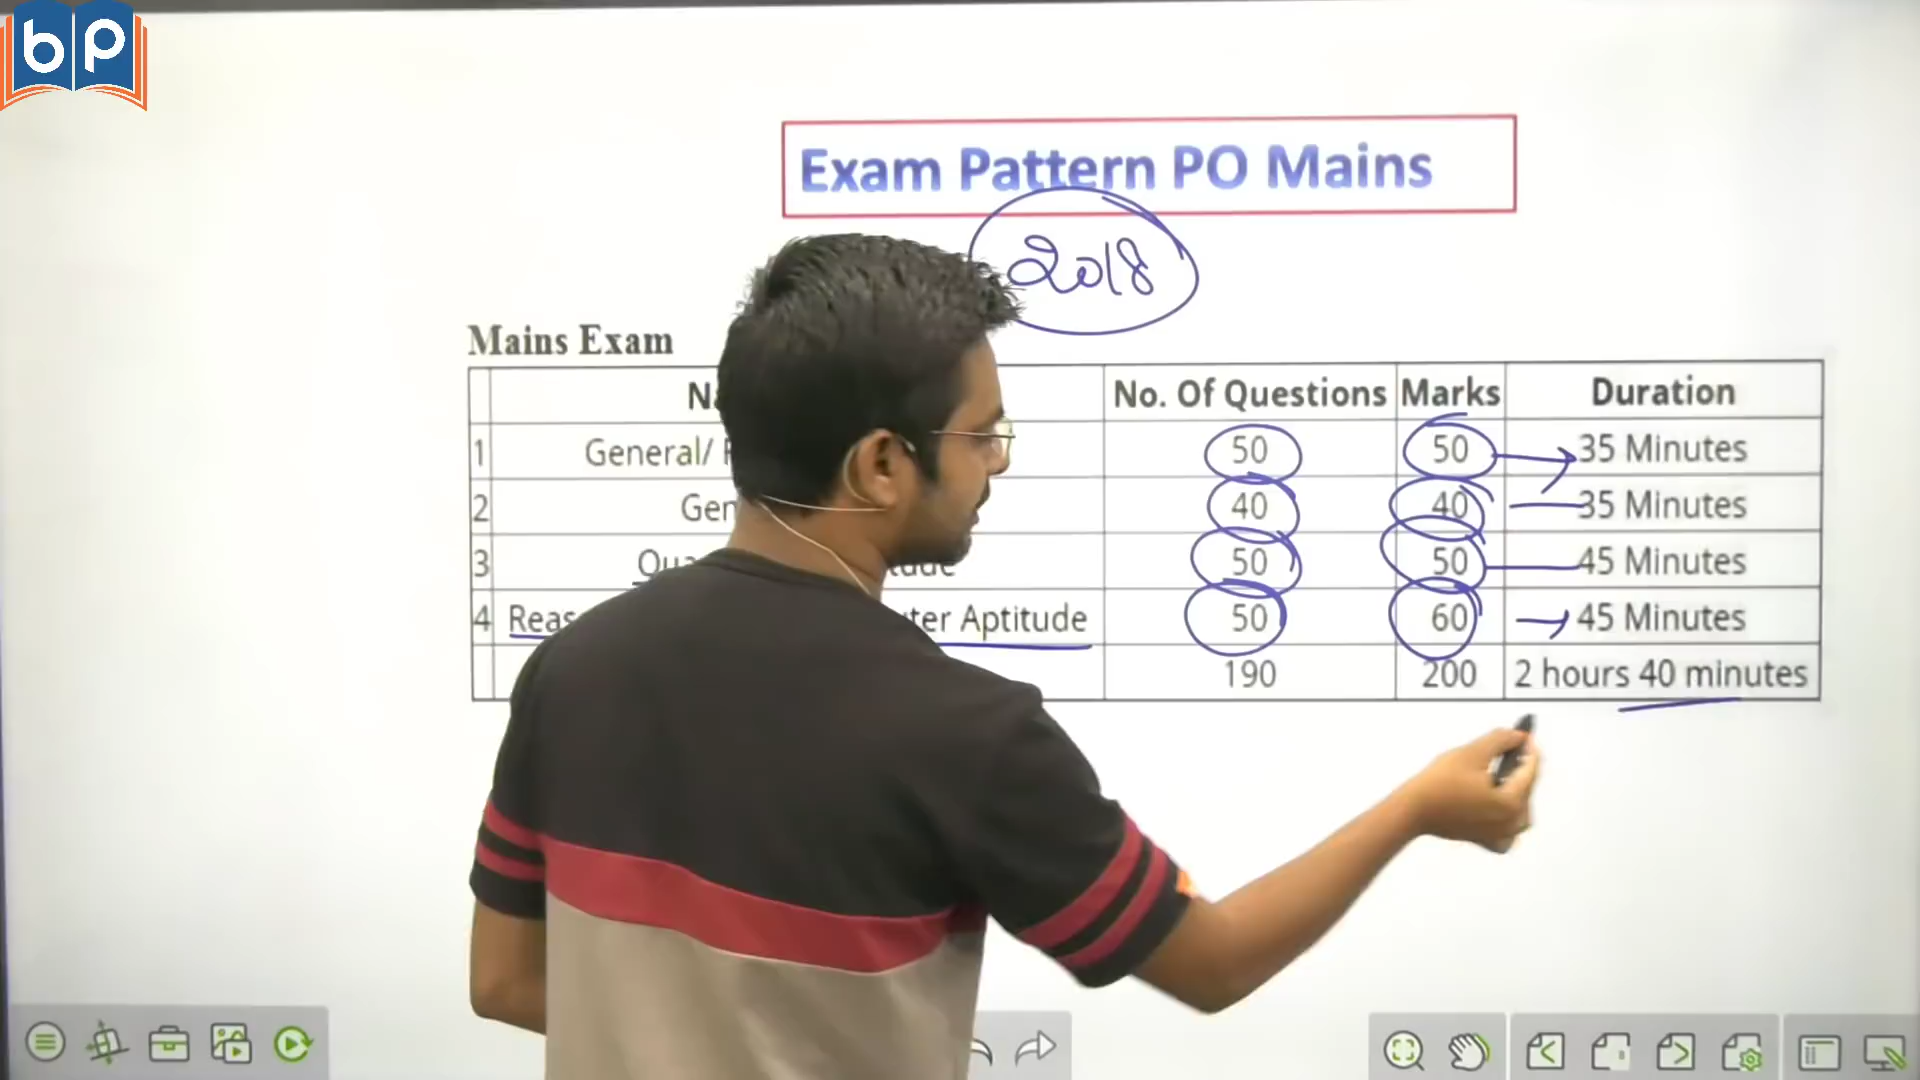 bp
Exam Pattern PO Mains
2018
Mains Exam
No. Of Questions Marks Duration
1 General/ 50 50 35 Minutes
2 40 40 35 Minutes
3 50 50 45 Minutes
4 Aptitude 50 60 45 Minutes
190 200 2 hours 40 minutes